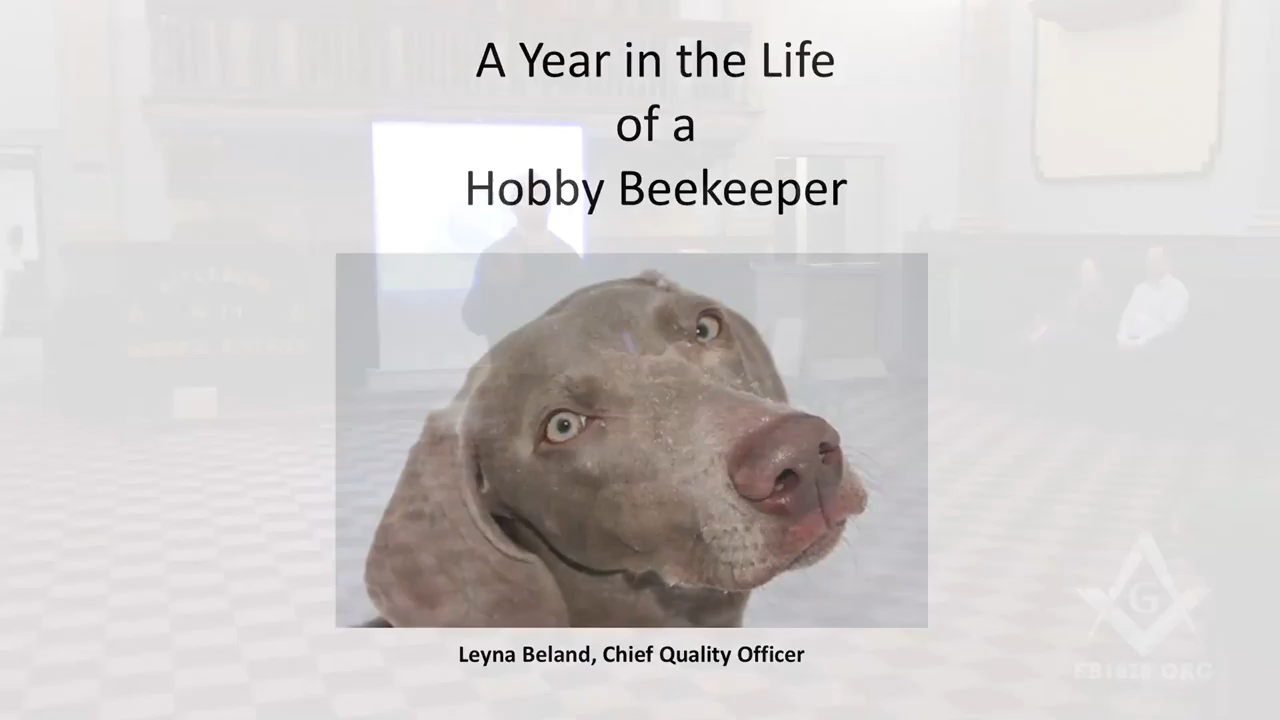 A Year in the Life
of a
Hobby Beekeeper
Leyna Beland, Chief Quality Officer
G